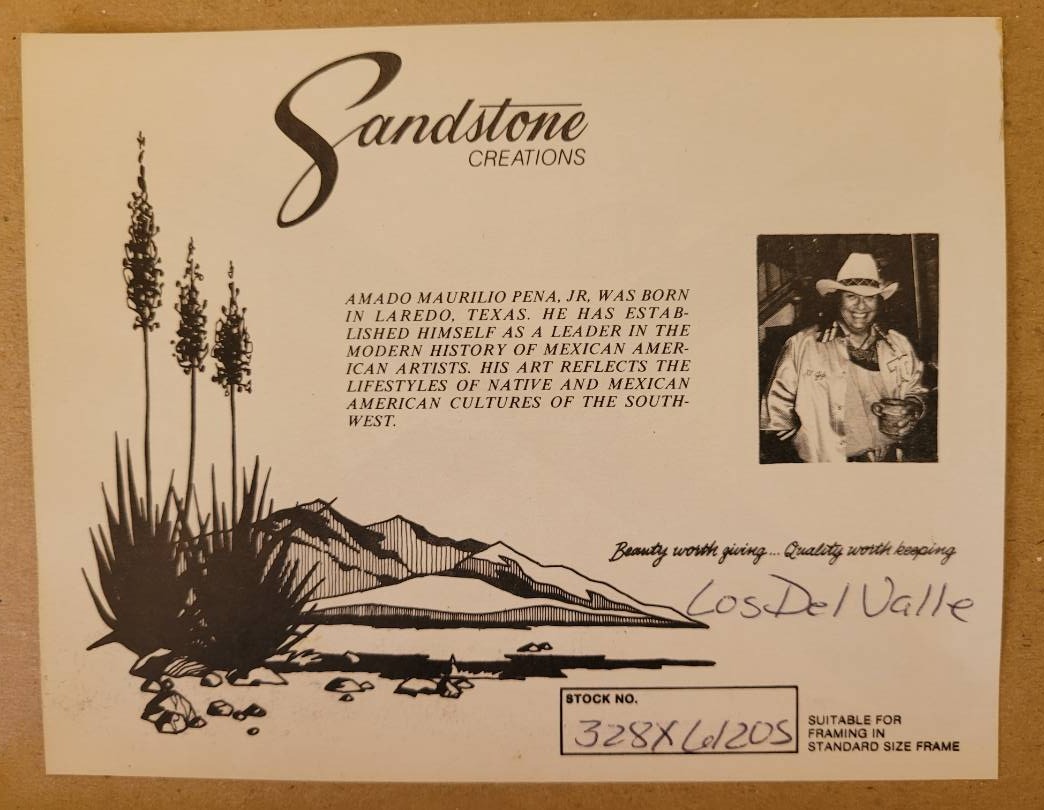 Sandstone
CREATIONS
AMADO MAURILIO PENA, JR, WAS BORN
IN LAREDO, TEXAS. HE HAS ESTAB-
LISHED HIMSELF AS A LEADER IN THE
MODERN HISTORY OF MEXICAN AMER-
ICAN ARTISTS. HIS ART REFLECTS THE
LIFESTYLES OF NATIVE AND MEXICAN
AMERICAN CULTURES OF THE SOUTH-
WEST.
Beauty worth giving... Quality worth keeping
Los Del Valle
STOCK NO.
SUITABLE FOR
FRAMING IN
STANDARD SIZE FRAME